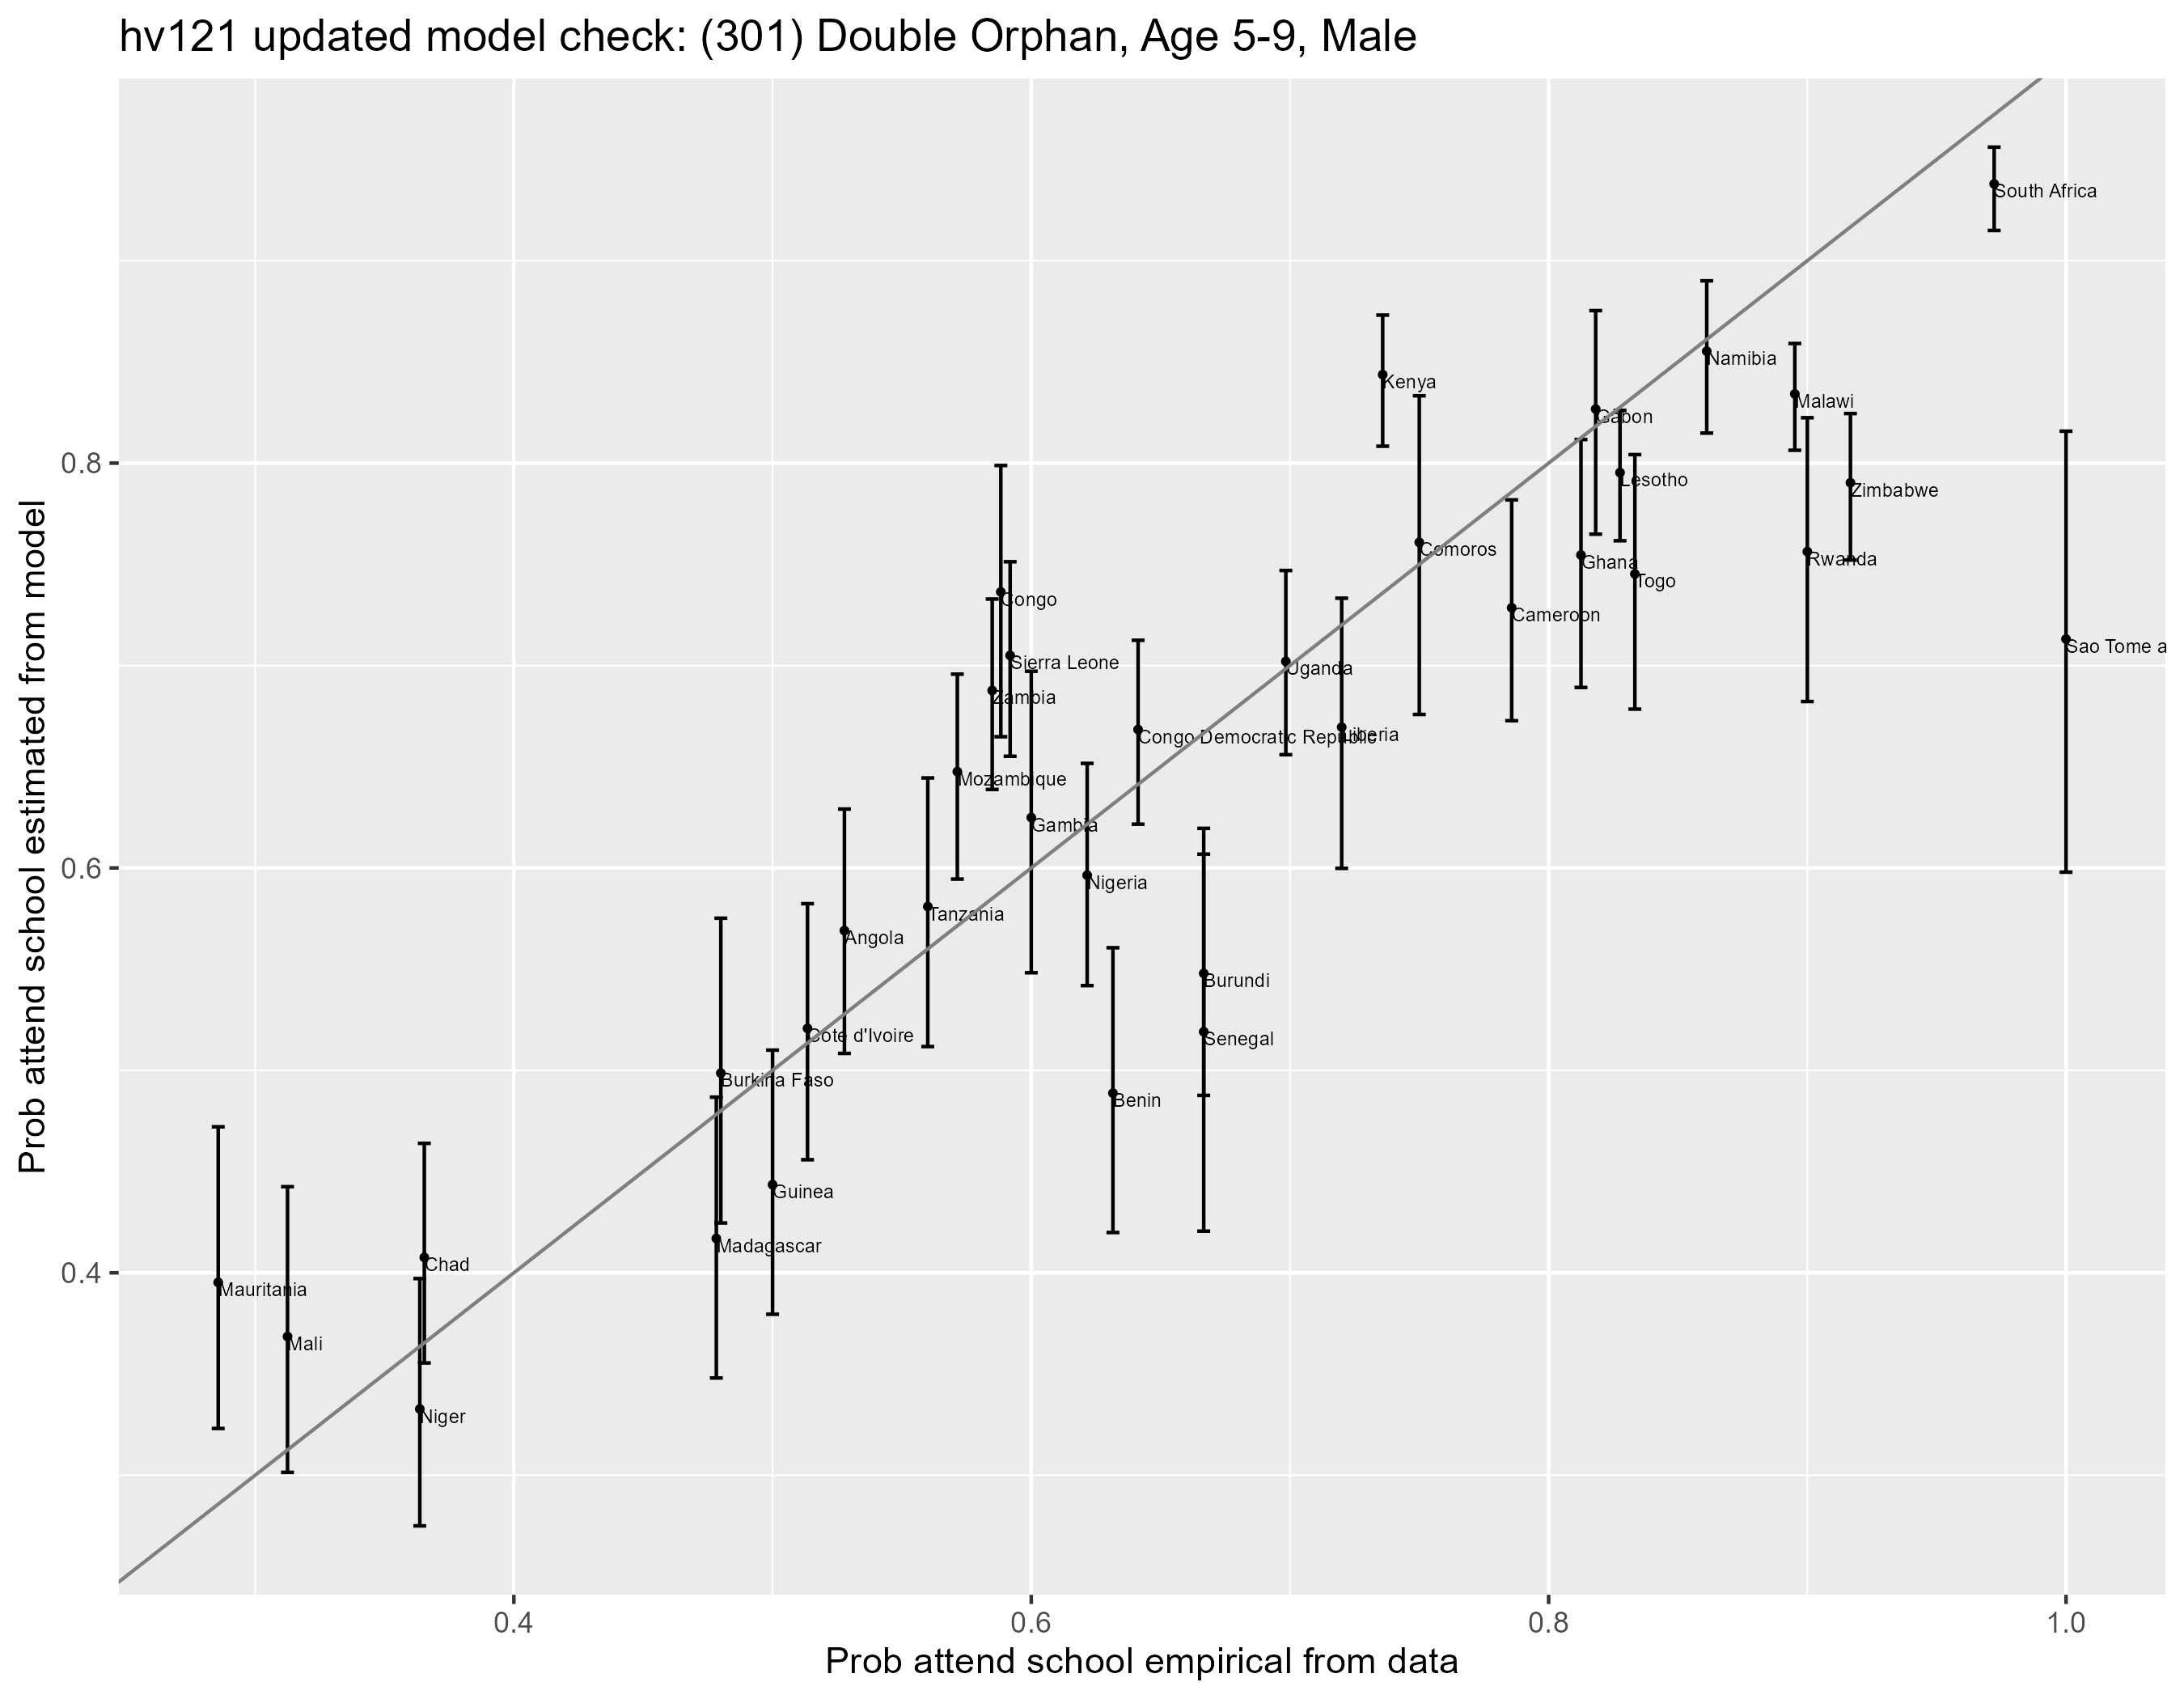 hv121 updated model check: (301) Double Orphan, Age 5-9, Male
Prob attend school estimated from model
0.8
0.6
0.4
South Africa
Namibia
Kenya
Malawi
Gabon
Lesotho
Zimbabwe
Comoros
Ghana
Rwanda
Togo
Congo
Cameroon
Sierra Leone
Sao Tome a
Uganda
Zambia
Congo Democratic Republic
Liberia
Mozambique
Gambia
Nigeria
Tanzania
Angola
Burundi
Cote d'Ivoire
Senegal
Burkina Faso
Benin
Guinea
Madagascar
Chad
Mauritania
Mali
Niger
0.4
0.6
0.8
1.0
Prob attend school empirical from data